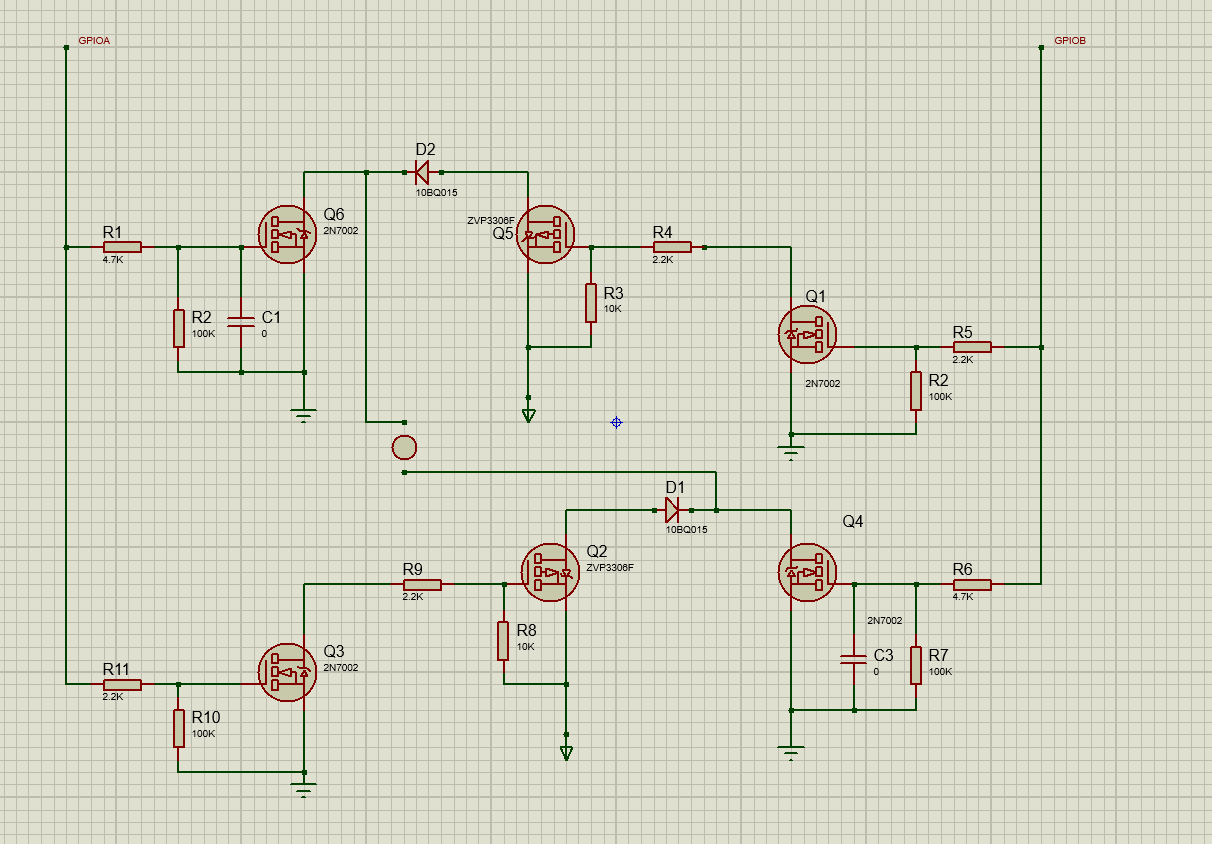 GPIOA
GPIOB
D2
10BQ015
Q6
2N7002
ZVP3306F
Q5
R1
4.7K
R4
2.2K
R2
100K
C1
0
R3
10K
Q1
2N7002
R5
2.2K
R2
100K
D1
10BQ015
Q4
2N7002
Q2
ZVP3306F
R9
2.2K
R6
4.7K
R8
10K
Q3
2N7002
C3
0
R7
100K
R11
2.2K
R10
100K